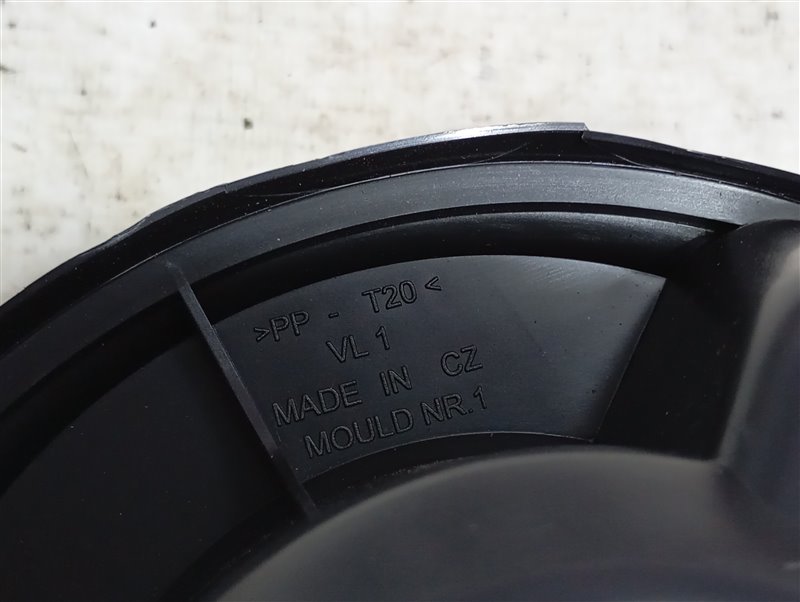 >PP - T20<
VL 1
MADE IN CZ
MOULD NR.1